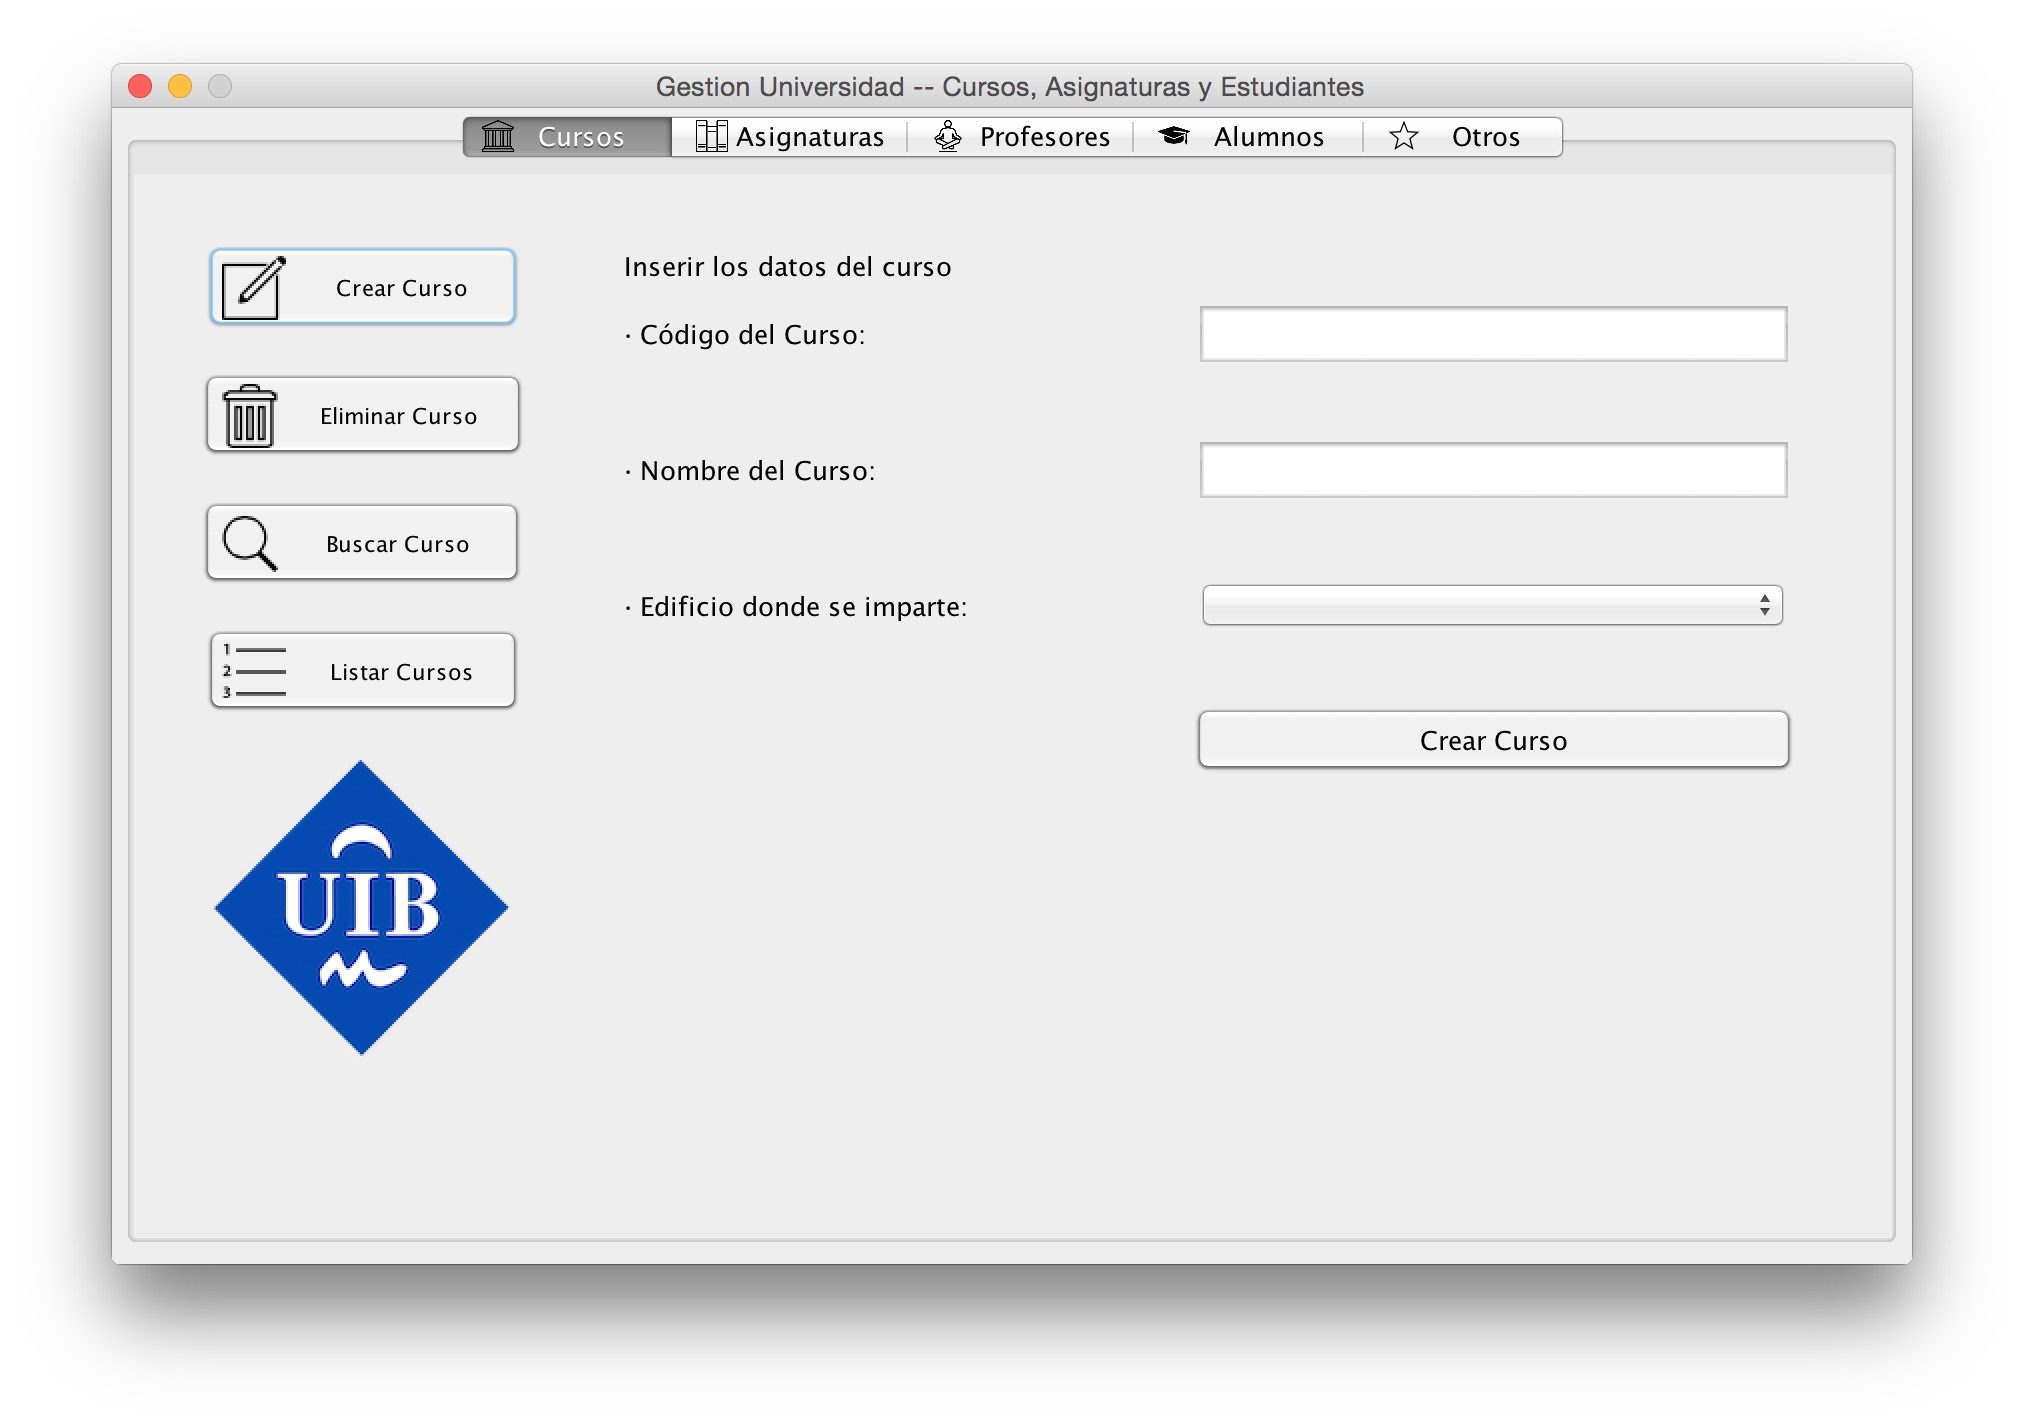 Gestion Universidad -- Cursos, Asignaturas y Estudiantes
Cursos Asignaturas Profesores Alumnos Otros
Crear Curso
Eliminar Curso
Buscar Curso
1
2
3
Listar Cursos
UIB
Inserir los datos del curso
· Código del Curso:
· Nombre del Curso:
· Edificio donde se imparte:
Crear Curso